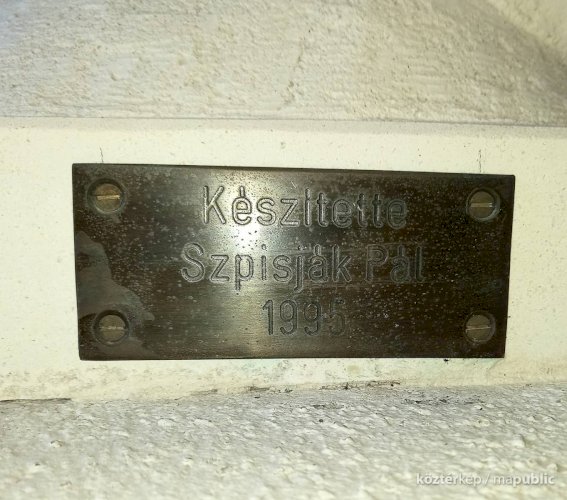 Készítette
Szpisják Pál
1995
köztérkép / mapublic